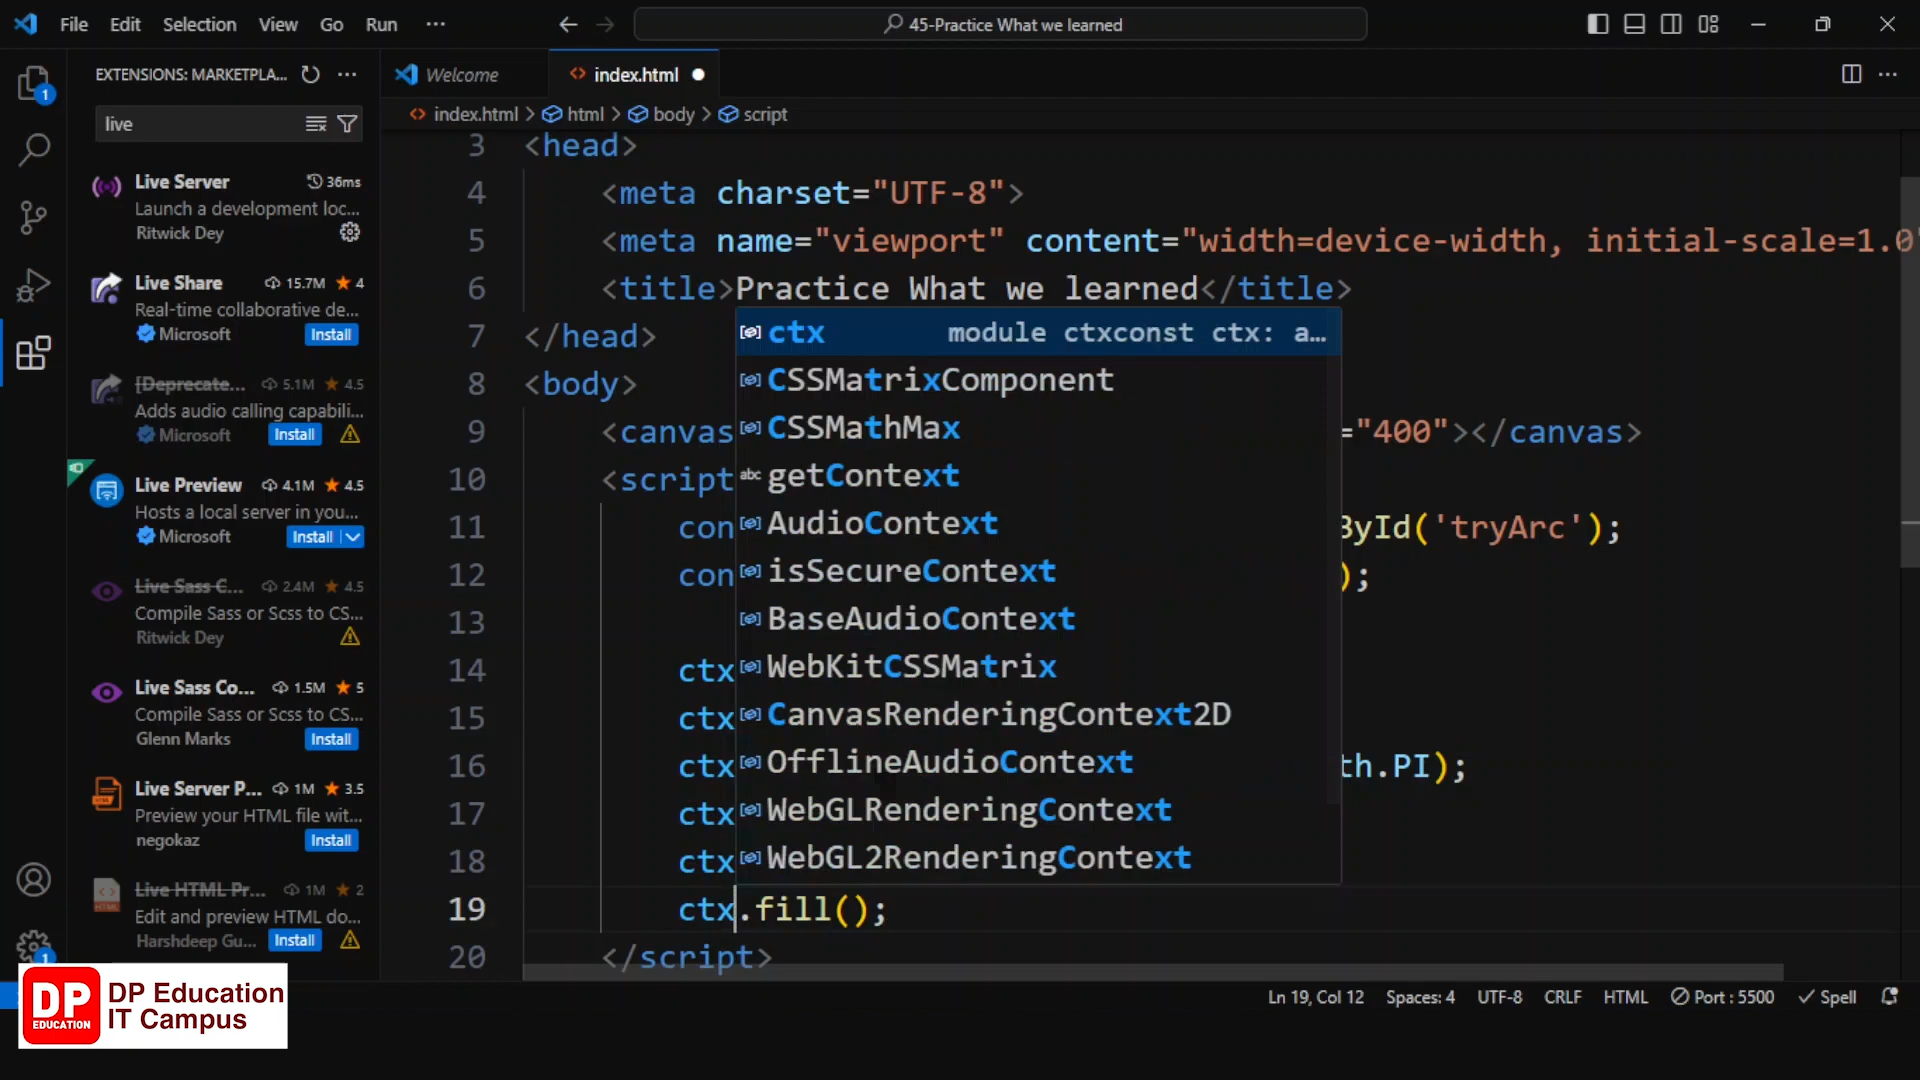 File Edit Selection View Go Run ...
45-Practice What we learned
EXTENSIONS: MARKETPLA...
live
Live Server 36ms
Launch a development loc...
Ritwick Dey
Live Share 15.7M 4
Real-time collaborative de...
Microsoft Install
[Deprecate... 5.1M 4.5
Adds audio calling capabili...
Microsoft Install
Live Preview 4.1M 4.5
Hosts a local server in you...
Microsoft Install
Live Sass C... 2.4M 4.5
Compile Sass or Scss to CS...
Ritwick Dey
Live Sass Co... 1.5M 5
Compile Sass or Scss to CS...
Glenn Marks Install
Live Server P... 1M 3.5
Preview your HTML file wit...
negokaz Install
Live HTML Pr... 1M 2
Edit and preview HTML do...
Harshdeep Gu... Install
1
1
Welcome index.html
index.html > html > body > script
3 <head>
4 <meta charset="UTF-8">
5 <meta name="viewport" content="width=device-width, initial-scale=1.0"
6 <title>Practice What we learned</title>
7 </head>
8 <body>
9 <canvas ="400"></canvas>
10 <script
11 con ById('tryArc');
12 con );
13
14 ctx
15 ctx
16 ctx th.PI);
17 ctx
18 ctx
19 ctx.fill();
20 </script>
ctx module ctxconst ctx: a...
CSSMatrixComponent
CSSMathMax
abc getContext
AudioContext
isSecureContext
BaseAudioContext
WebKitCSSMatrix
CanvasRenderingContext2D
OfflineAudioContext
WebGLRenderingContext
WebGL2RenderingContext
DP EDUCATION
DP Education
IT Campus
Ln 19, Col 12 Spaces: 4 UTF-8 CRLF HTML Port : 5500 Spell